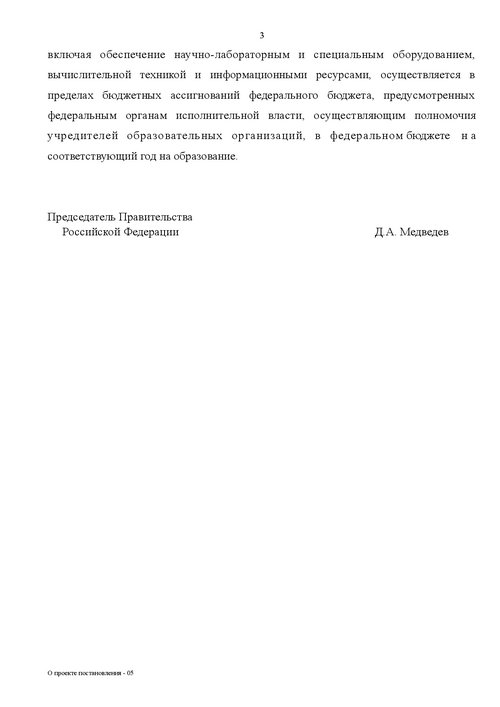 3
включая обеспечение научно-лабораторным и специальным оборудованием,
вычислительной техникой и информационными ресурсами, осуществляется в
пределах бюджетных ассигнований федерального бюджета, предусмотренных
федеральным органам исполнительной власти, осуществляющим полномочия
учредителей образовательных организаций, в федеральном бюджете на
соответствующий год на образование.
Председатель Правительства
Российской Федерации Д.А. Медведев
О проекте постановления - 05